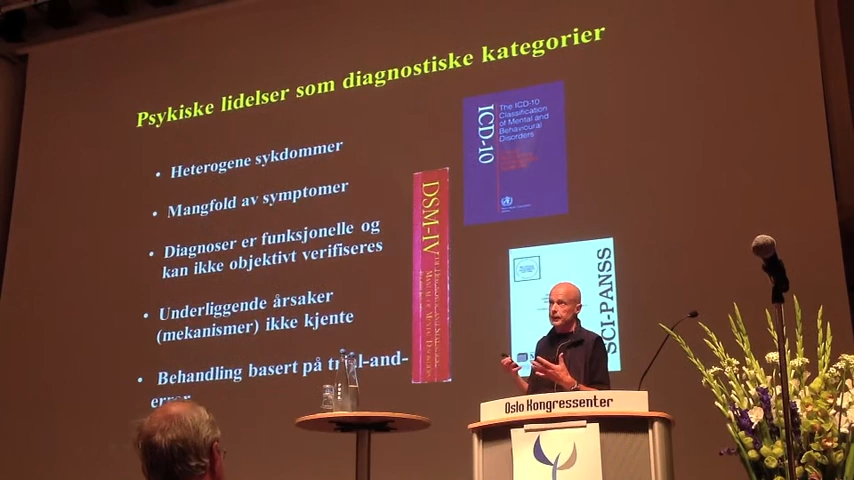 Psykiske lidelser som diagnostiske kategorier
• Heterogene sykdommer
• Mangfold av symptomer
• Diagnoser er funksjonelle og
kan ikke objektivt verifiseres
• Underliggende årsaker
(mekanismer) ikke kjente
• Behandling basert på trial-and-
error
ICD-10
The ICD-10
Classification
of Mental and
Behavioural
Disorders
DSM-IV
SCI-PANSS
Oslo Kongressenter